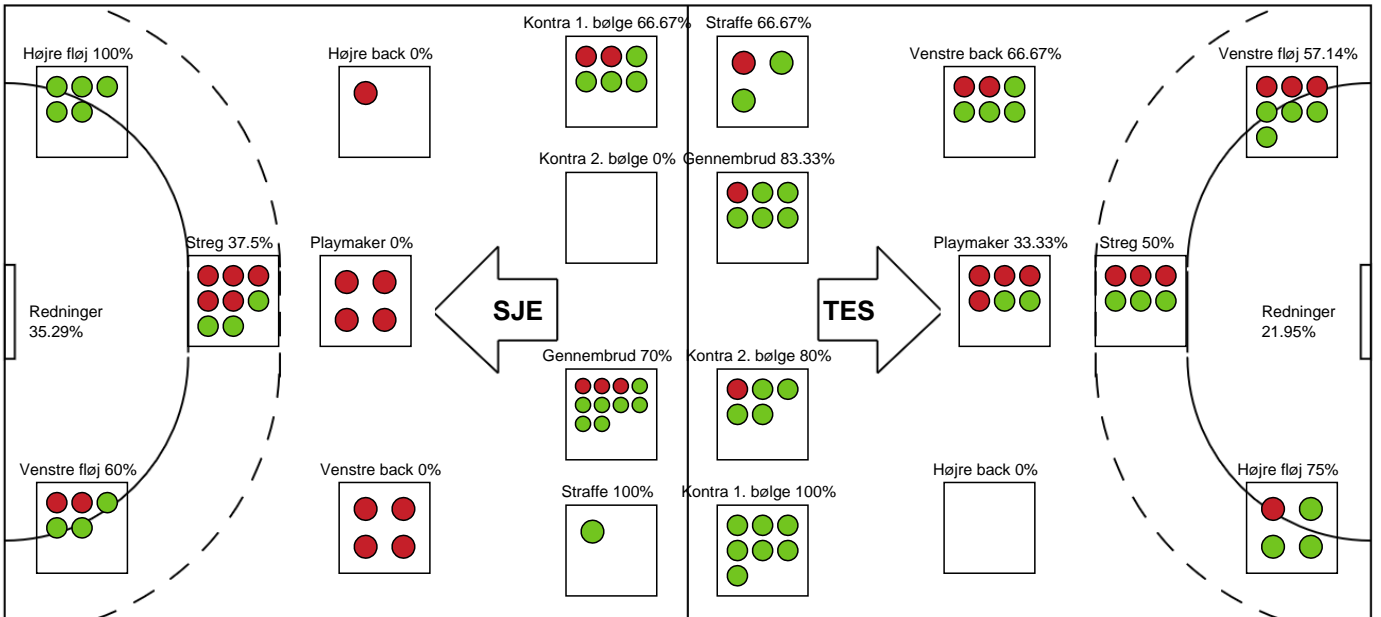 Kontra 1. bølge 66.67%
Straffe 66.67%
Højre fløj 100%
Højre back 0%
Venstre back 66.67%
Venstre fløj 57.14%
Kontra 2. bølge 0%
Gennembrud 83.33%
Streg 37.5%
Playmaker 0%
Playmaker 33.33%
Streg 50%
Redninger
35.29%
SJE
TES
Redninger
21.95%
Gennembrud 70%
Kontra 2. bølge 80%
Venstre fløj 60%
Venstre back 0%
Straffe 100%
Kontra 1. bølge 100%
Højre back 0%
Højre fløj 75%